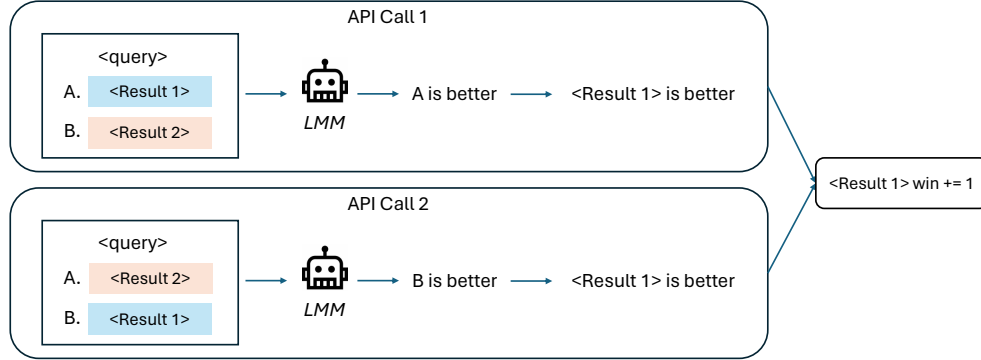 API Call 1
<query>
A. <Result 1>
B. <Result 2>
LMM
A is better
<Result 1> is better
API Call 2
<query>
A. <Result 2>
B. <Result 1>
LMM
B is better
<Result 1> is better
<Result 1> win += 1